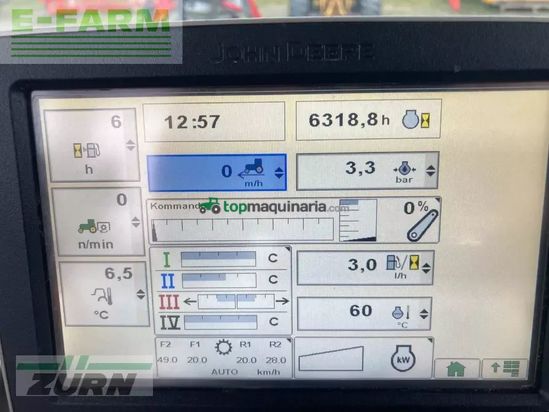 E-FARM
JOHN DEERE
6
h
12:57
6318,8 h
0
m/h
3,3
bar
0
n/min
Kommand
topmaquinaria.com
0 %
6,5
°C
I C
II C
III
IV C
3,0
l/h
60
°C
F2 F1 R1 R2
49.0 20.0 20.0 28.0
AUTO km/h
kW
ZÜRN